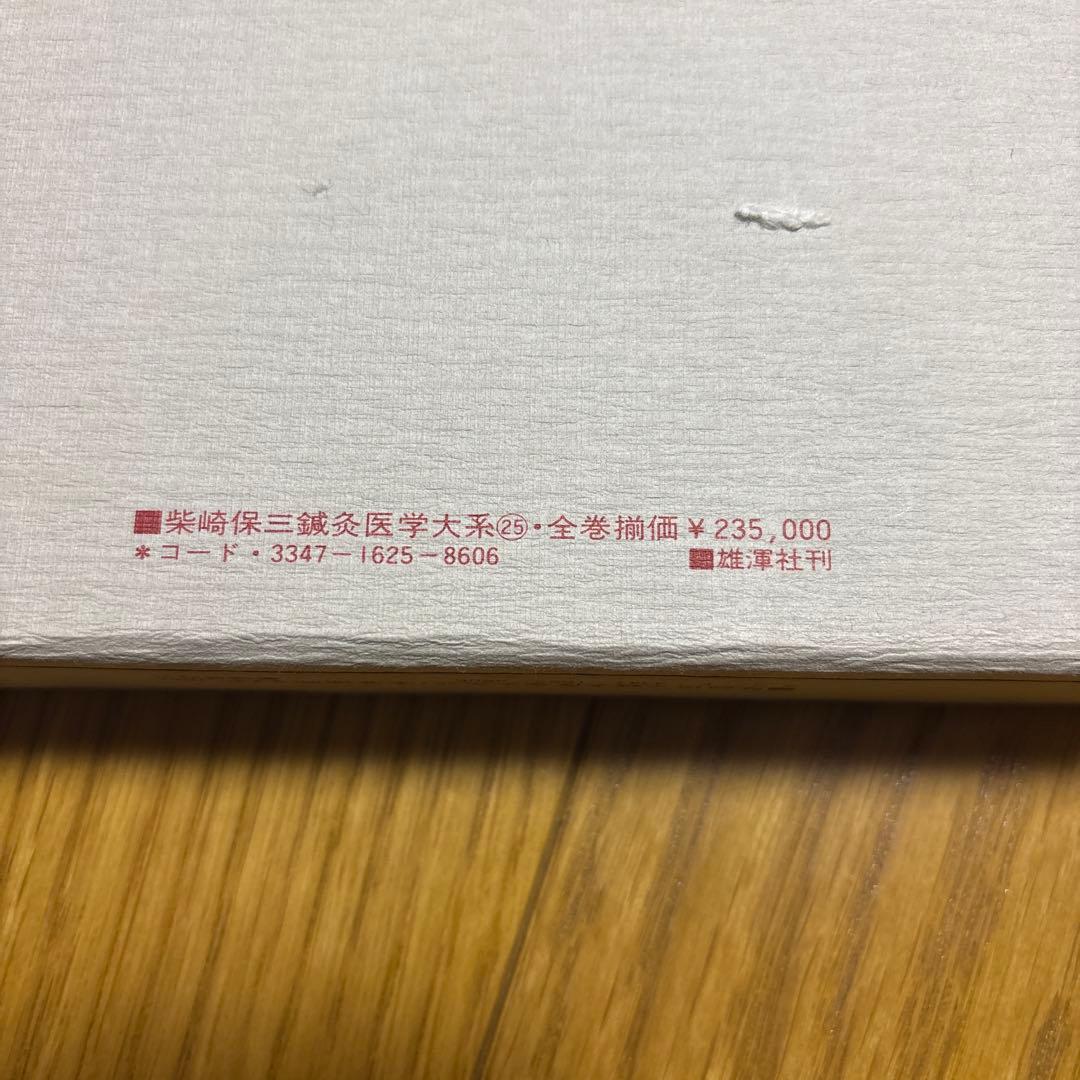 ■柴崎保三鍼灸医学大系㉕・全巻揃価¥235,000
*コード・3347-1625-8606
■雄渾社刊